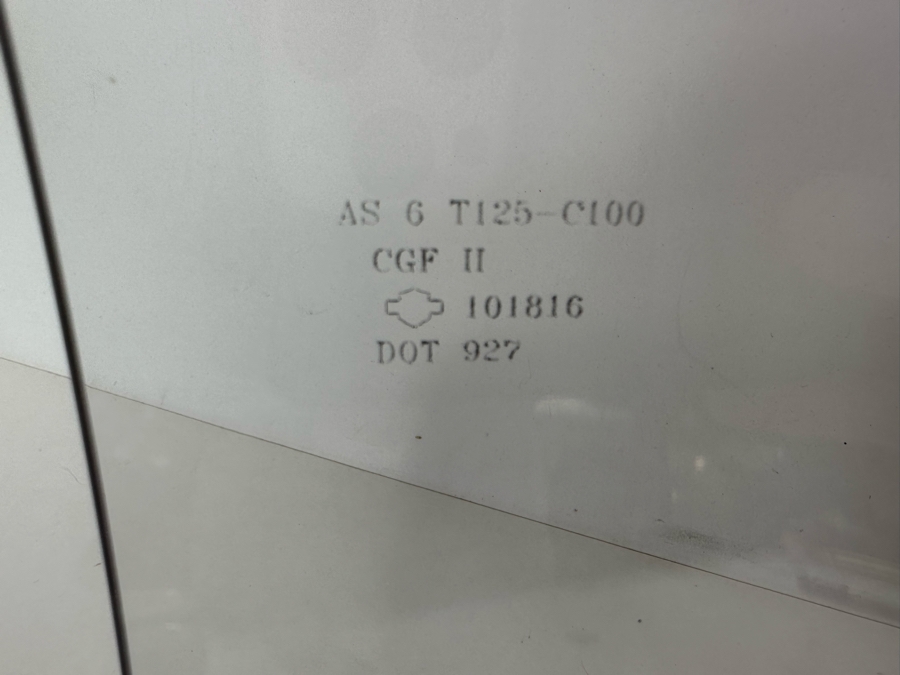 AS 6 T125-C100
CGF II
101816
DOT 927